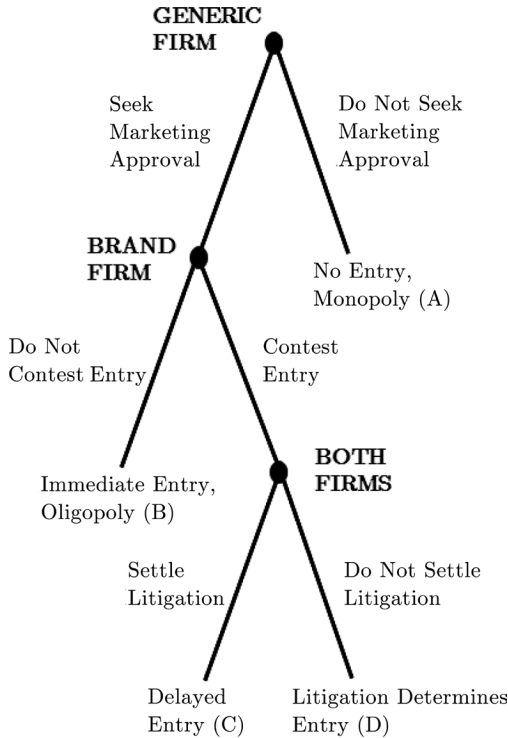 GENERIC
FIRM
Seek
Marketing
Approval
Do Not Seek
Marketing
Approval
BRAND
FIRM
No Entry,
Monopoly (A)
Do Not
Contest Entry
Contest
Entry
BOTH
FIRMS
Immediate Entry,
Oligopoly (B)
Settle
Litigation
Do Not Settle
Litigation
Delayed
Entry (C)
Litigation Determines
Entry (D)